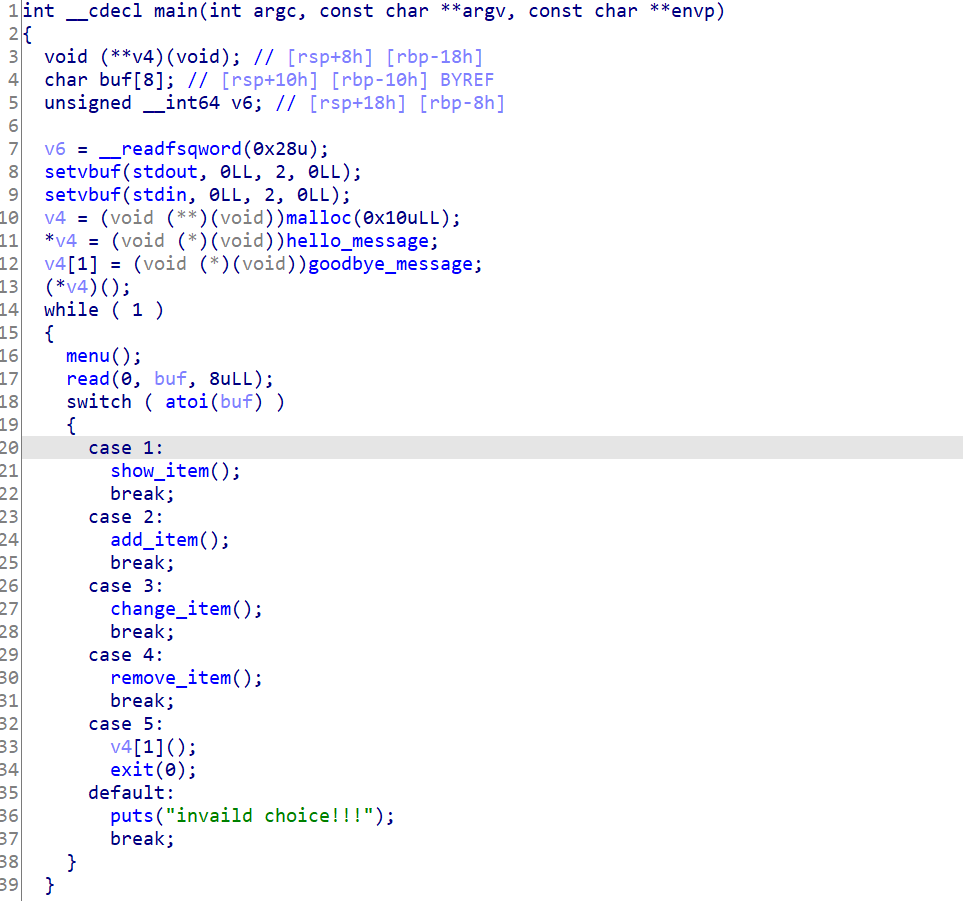 1 int __cdecl main(int argc, const char **argv, const char **envp)
2 {
3   void (**v4)(void); // [rsp+8h] [rbp-18h]
4   char buf[8]; // [rsp+10h] [rbp-10h] BYREF
5   unsigned __int64 v6; // [rsp+18h] [rbp-8h]
6
7   v6 = __readfsqword(0x28u);
8   setvbuf(stdout, 0LL, 2, 0LL);
9   setvbuf(stdin, 0LL, 2, 0LL);
10   v4 = (void (**)(void))malloc(0x10uLL);
11   *v4 = (void (*)(void))hello_message;
12   v4[1] = (void (*)(void))goodbye_message;
13   (*v4)();
14   while ( 1 )
15   {
16     menu();
17     read(0, buf, 8uLL);
18     switch ( atoi(buf) )
19     {
20       case 1:
21         show_item();
22         break;
23       case 2:
24         add_item();
25         break;
26       case 3:
27         change_item();
28         break;
29       case 4:
30         remove_item();
31         break;
32       case 5:
33         v4[1]();
34         exit(0);
35       default:
36         puts("invaild choice!!!");
37         break;
38     }
39   }